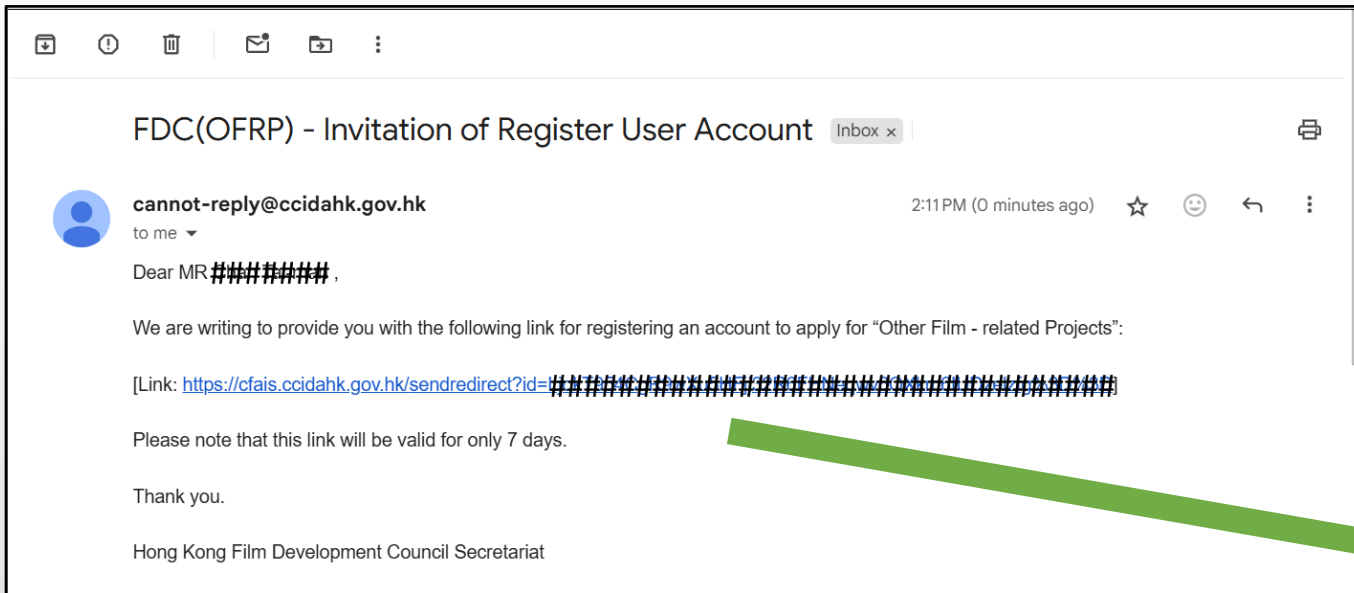 FDC(OFRP) - Invitation of Register User Account Inbox ×
cannot-reply@ccidahk.gov.hk 2:11 PM (0 minutes ago)
to me
Dear MR ####### ,
We are writing to provide you with the following link for registering an account to apply for “Other Film - related Projects”:
[Link: https://cfais.ccidahk.gov.hk/sendredirect?id=
Please note that this link will be valid for only 7 days.
Thank you.
Hong Kong Film Development Council Secretariat